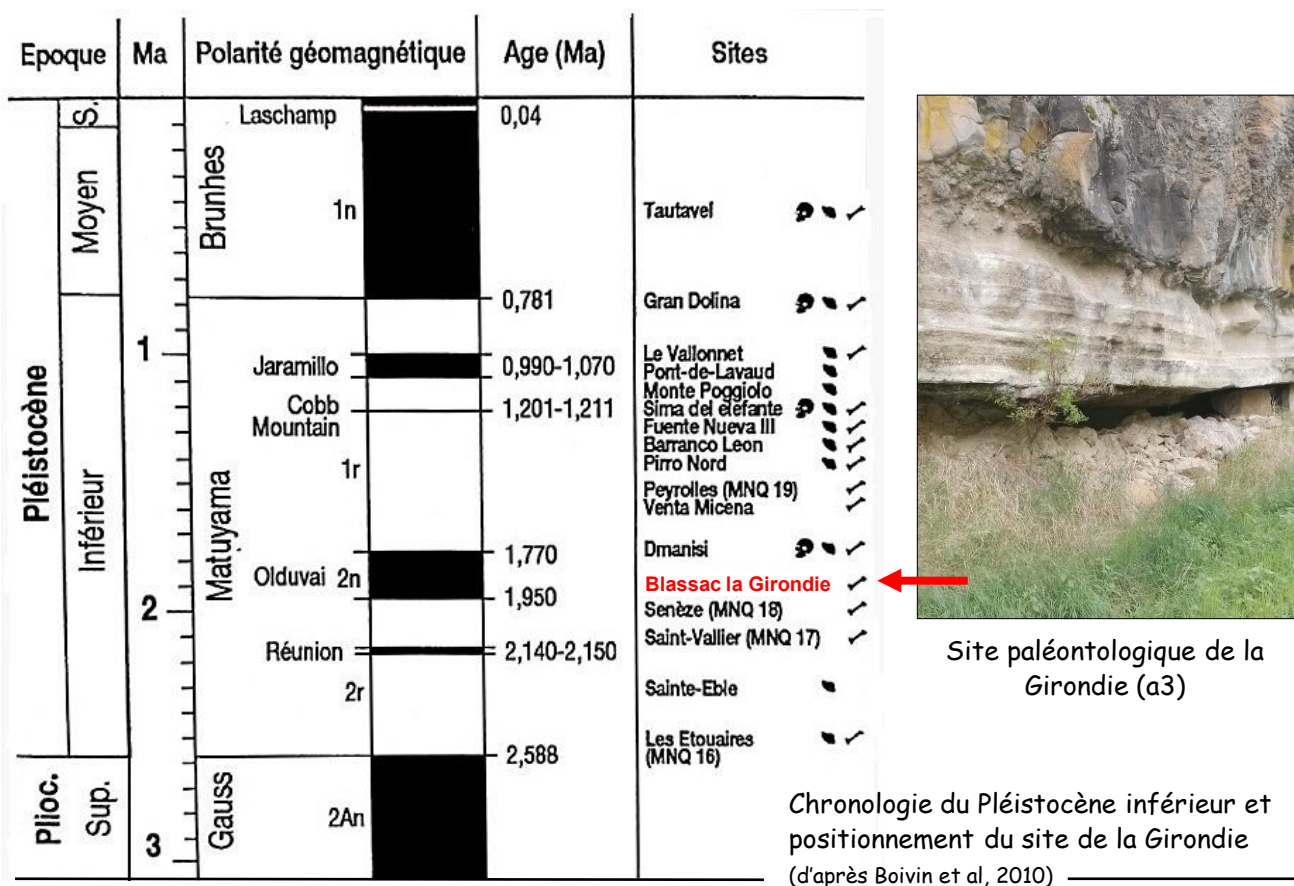 Epoque Ma Polarité géomagnétique Age (Ma) Sites
Pléistocène
S.
Moyen
Inférieur
Plioc.
Sup.
1
2
3
Brunhes
Matuyama
Gauss
Laschamp
1n
Jaramillo
Cobb
Mountain
1r
Olduvai 2n
Réunion
2r
2An
0,04
0,781
0,990-1,070
1,201-1,211
1,770
1,950
2,140-2,150
2,588
Tautavel
Gran Dolina
Le Vallonnet
Pont-de-Lavaud
Monte Poggiolo
Sima del elefante
Fuente Nueva III
Barranco Leon
Pirro Nord
Peyrolles (MNQ 19)
Venta Micena
Dmanisi
Blassac la Girondie
Senèze (MNQ 18)
Saint-Vallier (MNQ 17)
Sainte-Eble
Les Etouaires
(MNQ 16)
Site paléontologique de la
Girondie (a3)
Chronologie du Pléistocène inférieur et
positionnement du site de la Girondie
(d'après Boivin et al, 2010)